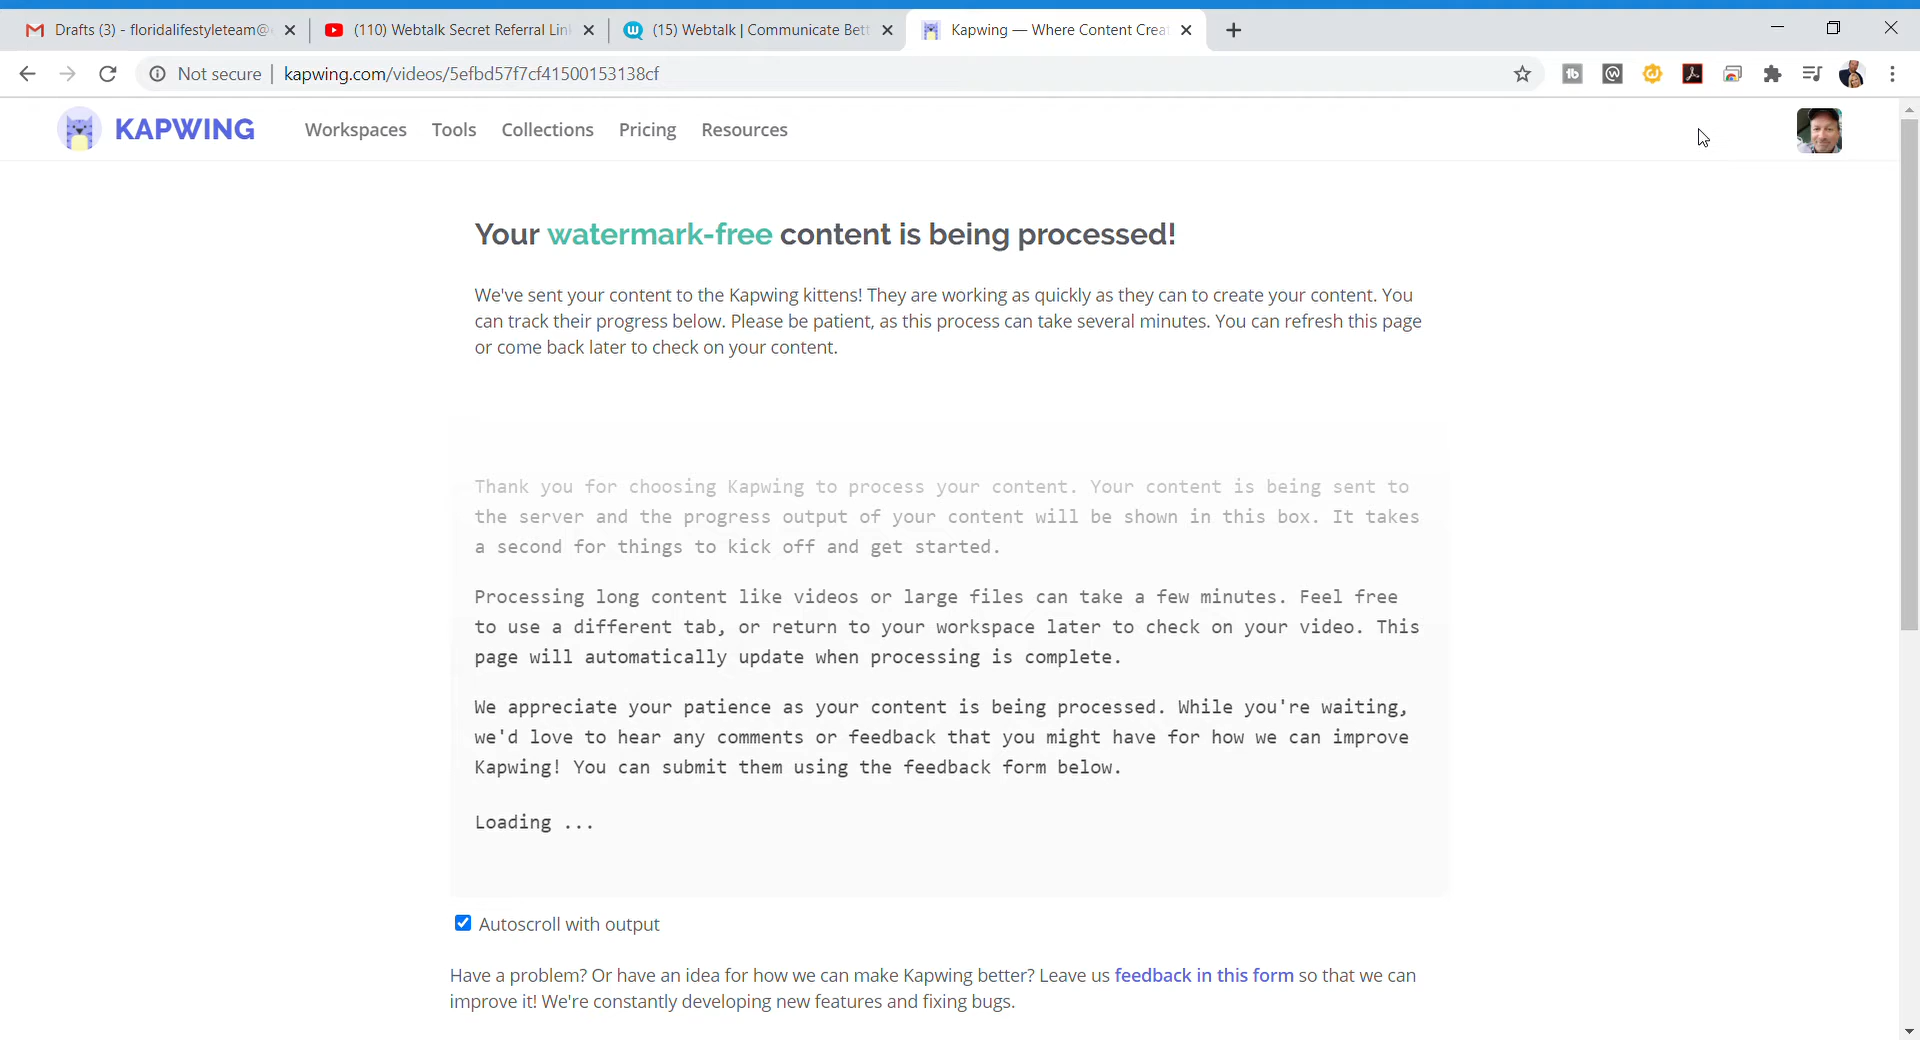 Drafts (3) - floridalifestyleteam@
(110) Webtalk Secret Referral Lin
(15) Webtalk | Communicate Bett
Kapwing — Where Content Creat
Not secure | kapwing.com/videos/5efbd57f7cf41500153138cf
KAPWING
Workspaces Tools Collections Pricing Resources
Your watermark-free content is being processed!
We've sent your content to the Kapwing kittens! They are working as quickly as they can to create your content. You
can track their progress below. Please be patient, as this process can take several minutes. You can refresh this page
or come back later to check on your content.
Thank you for choosing Kapwing to process your content. Your content is being sent to
the server and the progress output of your content will be shown in this box. It takes
a second for things to kick off and get started.
Processing long content like videos or large files can take a few minutes. Feel free
to use a different tab, or return to your workspace later to check on your video. This
page will automatically update when processing is complete.
We appreciate your patience as your content is being processed. While you're waiting,
we'd love to hear any comments or feedback that you might have for how we can improve
Kapwing! You can submit them using the feedback form below.
Loading ...
Autoscroll with output
Have a problem? Or have an idea for how we can make Kapwing better? Leave us feedback in this form so that we can
improve it! We're constantly developing new features and fixing bugs.